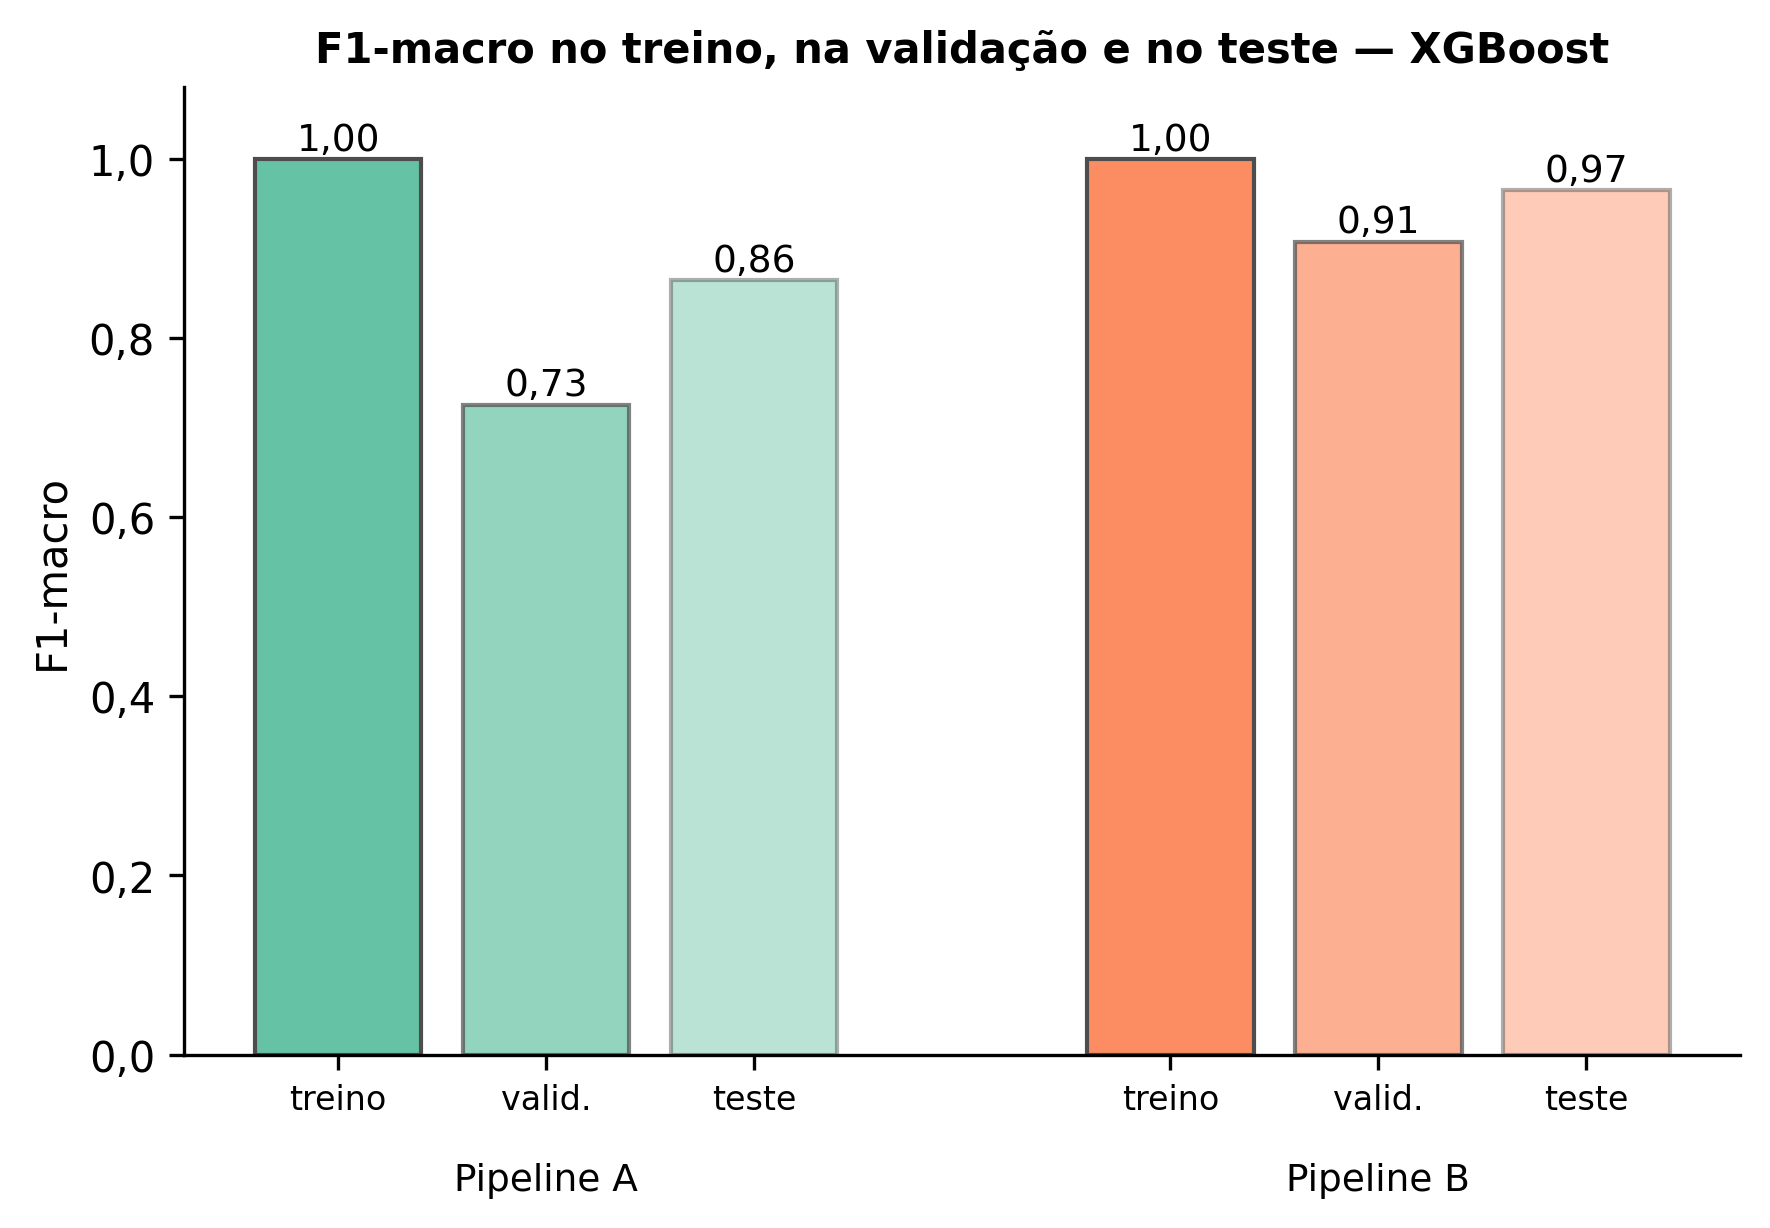 F1-macro no treino, na validação e no teste — XGBoost
F1-macro
1,0
0,8
0,6
0,4
0,2
0,0
1,00
0,73
0,86
1,00
0,91
0,97
treino
valid.
teste
treino
valid.
teste
Pipeline A
Pipeline B